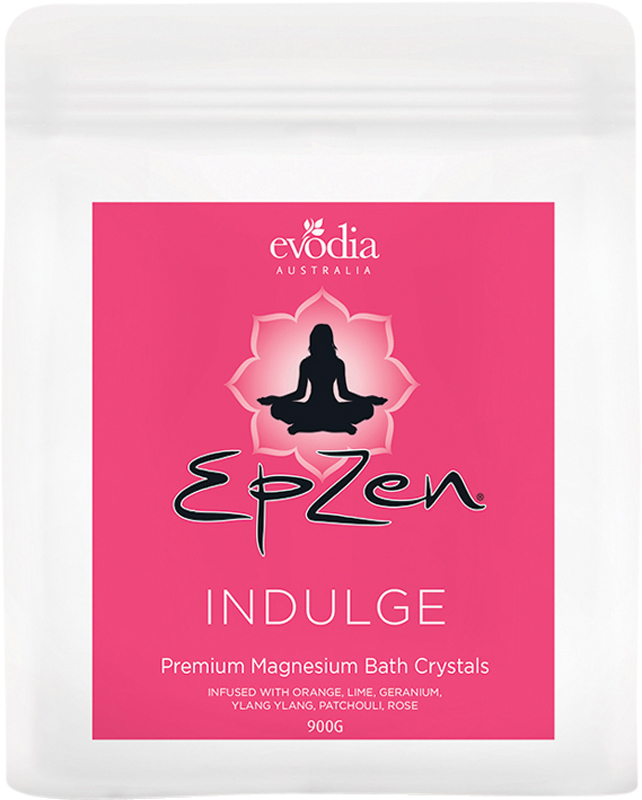 evodia
AUSTRALIA
EpZen®
INDULGE
Premium Magnesium Bath Crystals
INFUSED WITH ORANGE, LIME, GERANIUM,
YLANG YLANG, PATCHOULI, ROSE
900G